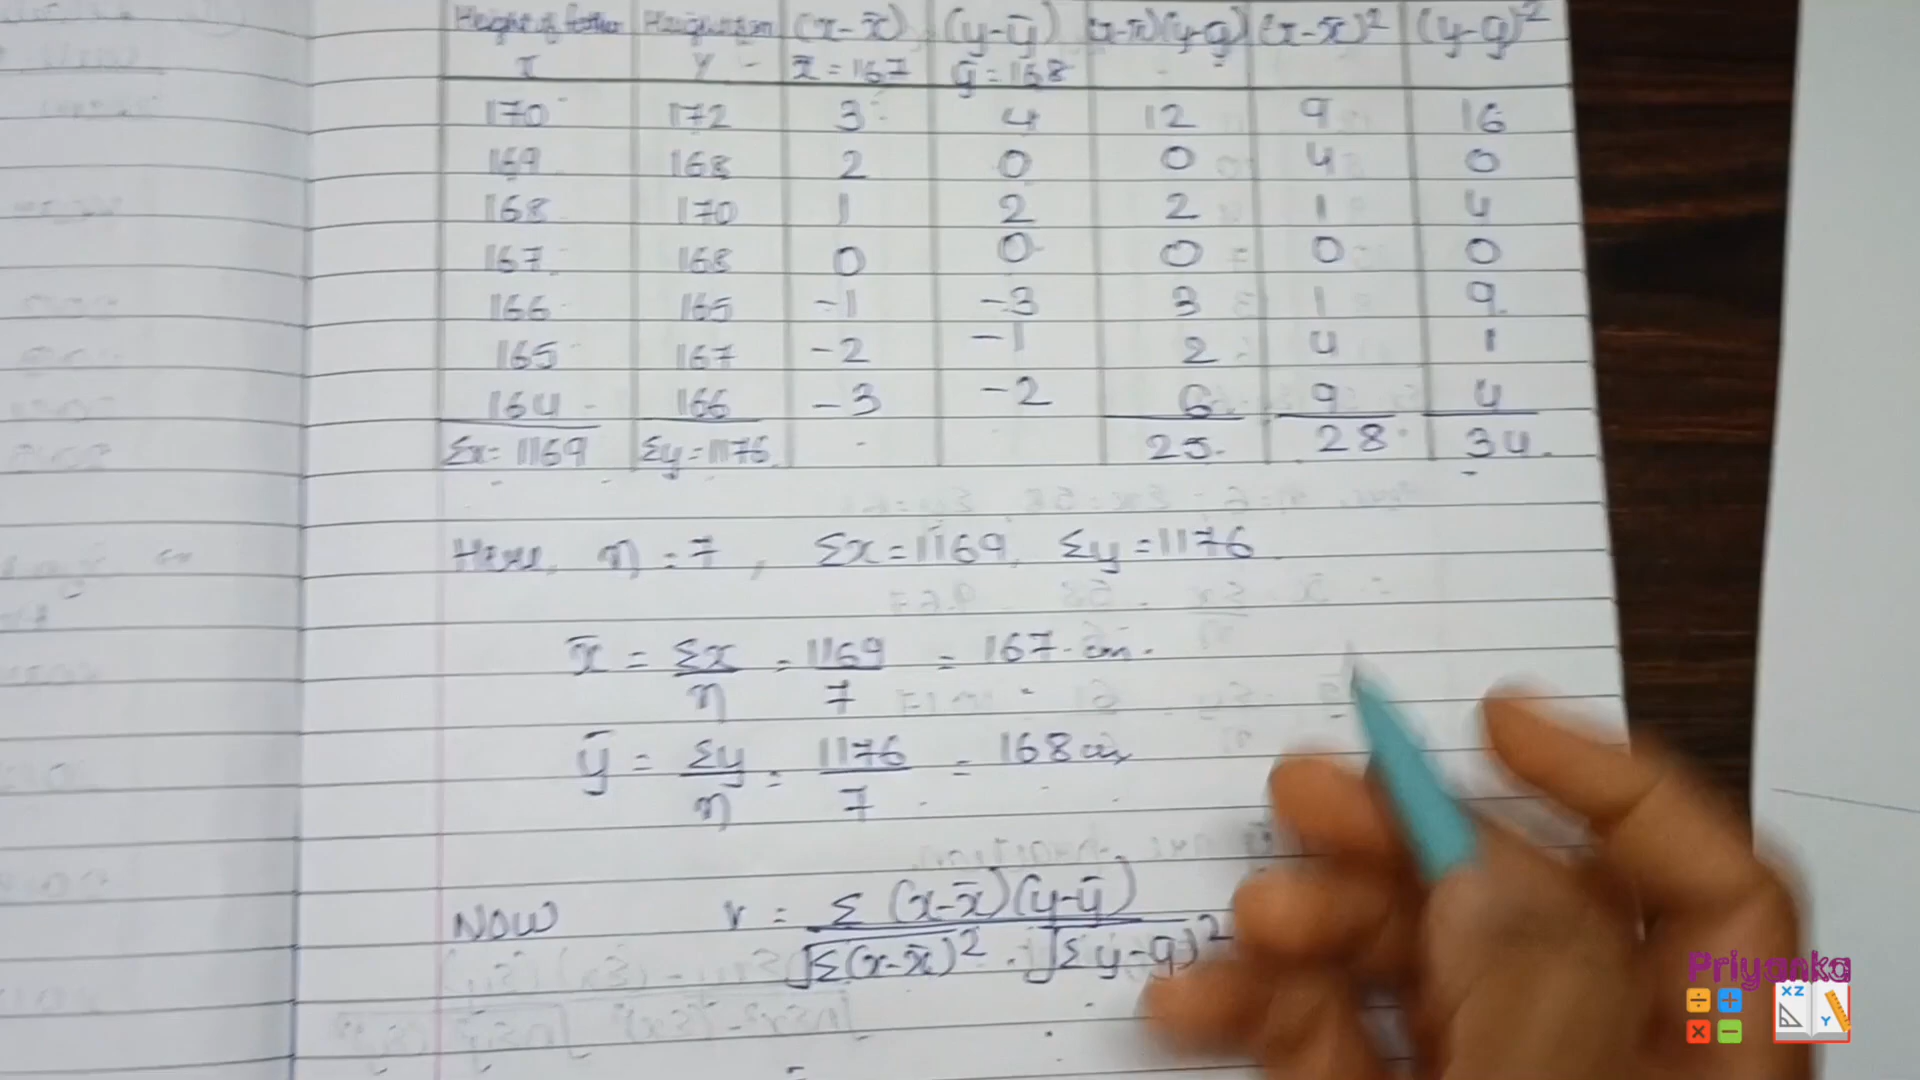 Height of father Height of son (x-x̄) (y-ȳ) (x-x̄)(y-ȳ) (x-x̄)² (y-ȳ)²
x y x̄ = 167 ȳ = 168
170 172 3 4 12 9 16
169 168 2 0 0 4 0
168 170 1 2 2 1 4
167 168 0 0 0 0 0
166 165 -1 -3 3 1 9
165 167 -2 -1 2 4 1
164 166 -3 -2 6 9 4
Σx = 1169 Σy = 1176 25 28 34
Here, n = 7, Σx = 1169, Σy = 1176
x̄ = Σx/n = 1169/7 = 167 cm.
ȳ = Σy/n = 1176/7 = 168 cm
Now r = Σ(x-x̄)(y-ȳ) / √Σ(x-x̄)² . √Σy-ȳ)²
Priyanka
XZ
Y